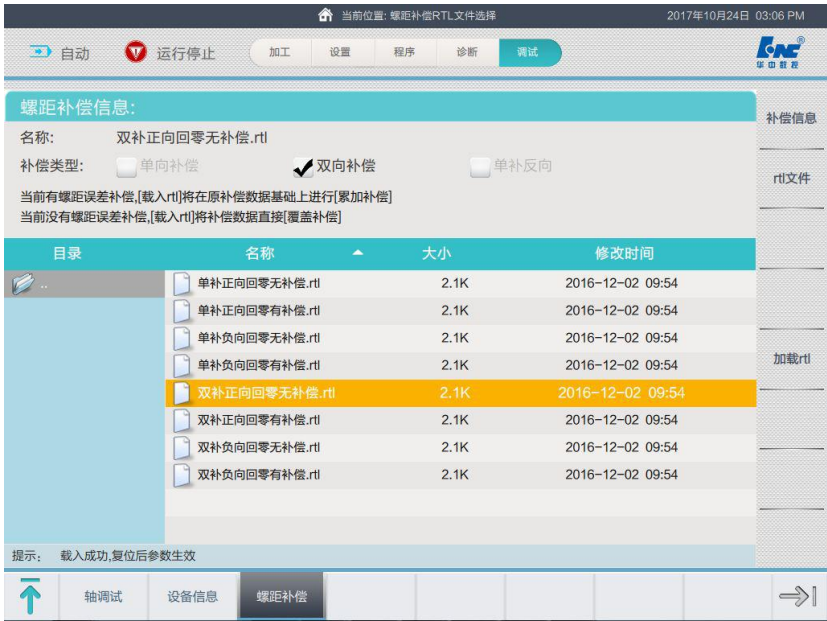 当前位置: 螺距补偿RTL文件选择
2017年10月24日 03:06 PM
自动
运行停止
加工 设置 程序 诊断 调试
HNC®
华中数控
螺距补偿信息:
名称: 双补正向回零无补偿.rtl
补偿类型: 单向补偿 双向补偿 单补反向
当前有螺距误差补偿,[载入rtl]将在原补偿数据基础上进行[累加补偿]
当前没有螺距误差补偿,[载入rtl]将补偿数据直接[覆盖补偿]
目录 名称 大小 修改时间
..
单补正向回零无补偿.rtl 2.1K 2016-12-02 09:54
单补正向回零有补偿.rtl 2.1K 2016-12-02 09:54
单补负向回零无补偿.rtl 2.1K 2016-12-02 09:54
单补负向回零有补偿.rtl 2.1K 2016-12-02 09:54
双补正向回零无补偿.rtl 2.1K 2016-12-02 09:54
双补正向回零有补偿.rtl 2.1K 2016-12-02 09:54
双补负向回零无补偿.rtl 2.1K 2016-12-02 09:54
双补负向回零有补偿.rtl 2.1K 2016-12-02 09:54
补偿信息
rtl文件
加载rtl
提示: 载入成功,复位后参数生效
轴调试 设备信息 螺距补偿